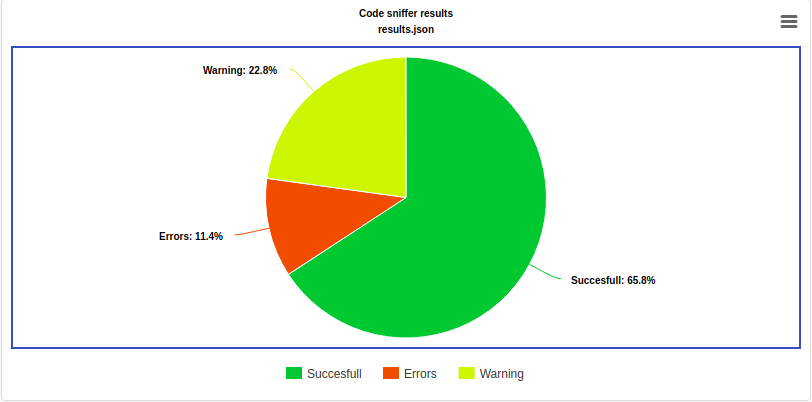 Code sniffer results
results.json
Warning: 22.8%
Errors: 11.4%
Succesfull: 65.8%
Succesfull
Errors
Warning